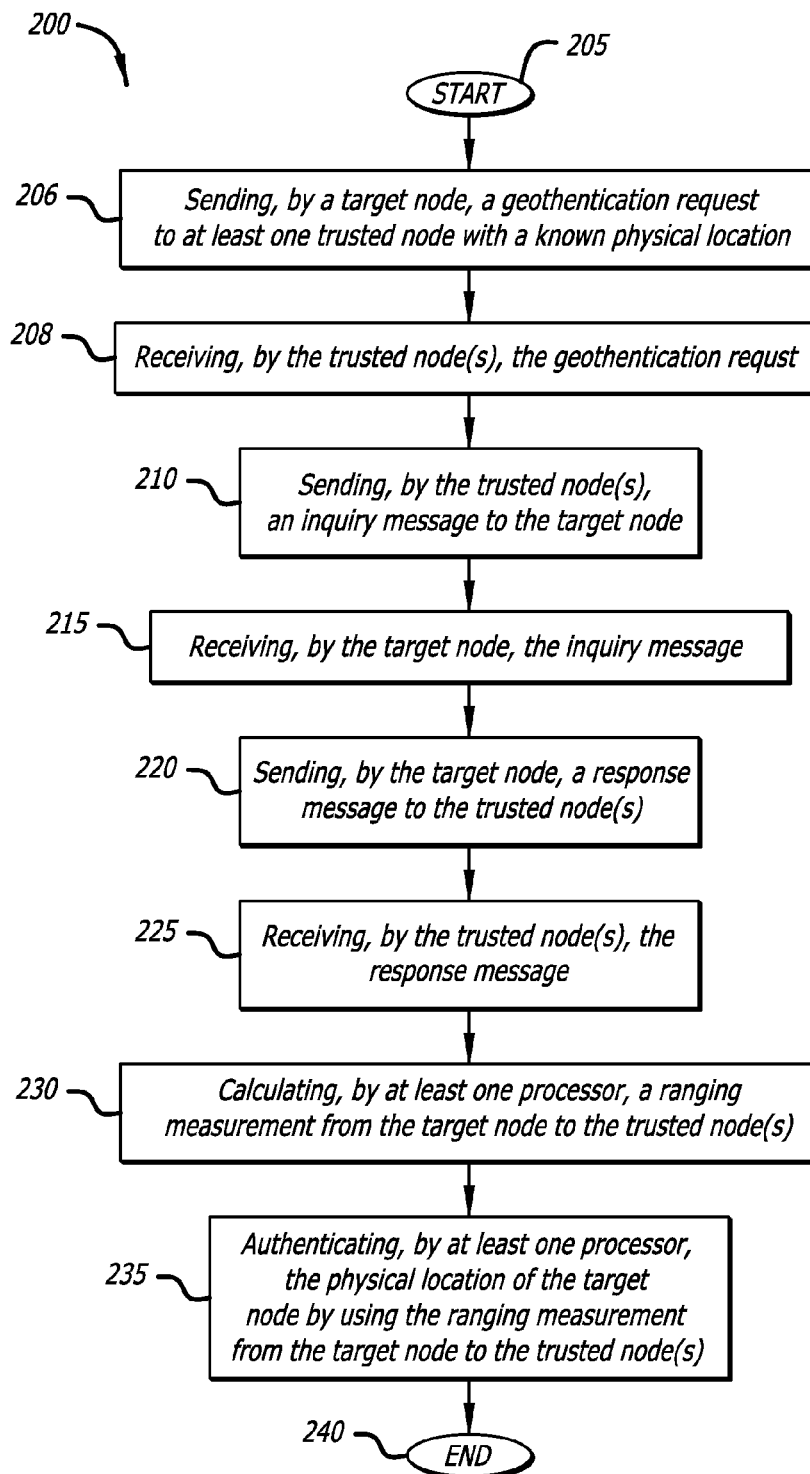 200
205
START
206
Sending, by a target node, a geothentication request
to at least one trusted node with a known physical location
208
Receiving, by the trusted node(s), the geothentication requst
210
Sending, by the trusted node(s),
an inquiry message to the target node
215
Receiving, by the target node, the inquiry message
220
Sending, by the target node, a response
message to the trusted node(s)
225
Receiving, by the trusted node(s), the
response message
230
Calculating, by at least one processor, a ranging
measurement from the target node to the trusted node(s)
235
Authenticating, by at least one processor,
the physical location of the target
node by using the ranging measurement
from the target node to the trusted node(s)
240
END